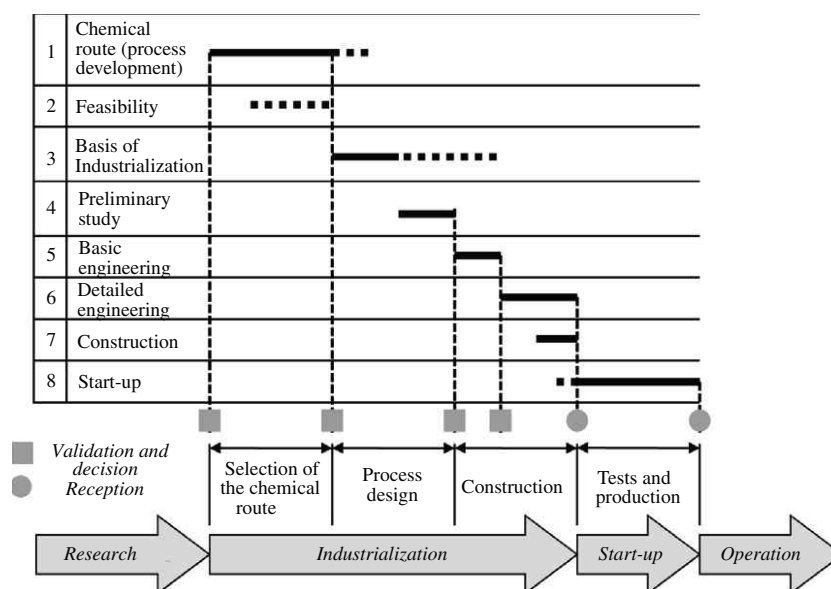 1
Chemical
route (process
development)
2
Feasibility
3
Basis of
Industrialization
4
Preliminary
study
5
Basic
engineering
6
Detailed
engineering
7
Construction
8
Start-up
Validation and
decision
Reception
Selection of
the chemical
route
Process
design
Construction
Tests and
production
Research
Industrialization
Start-up
Operation